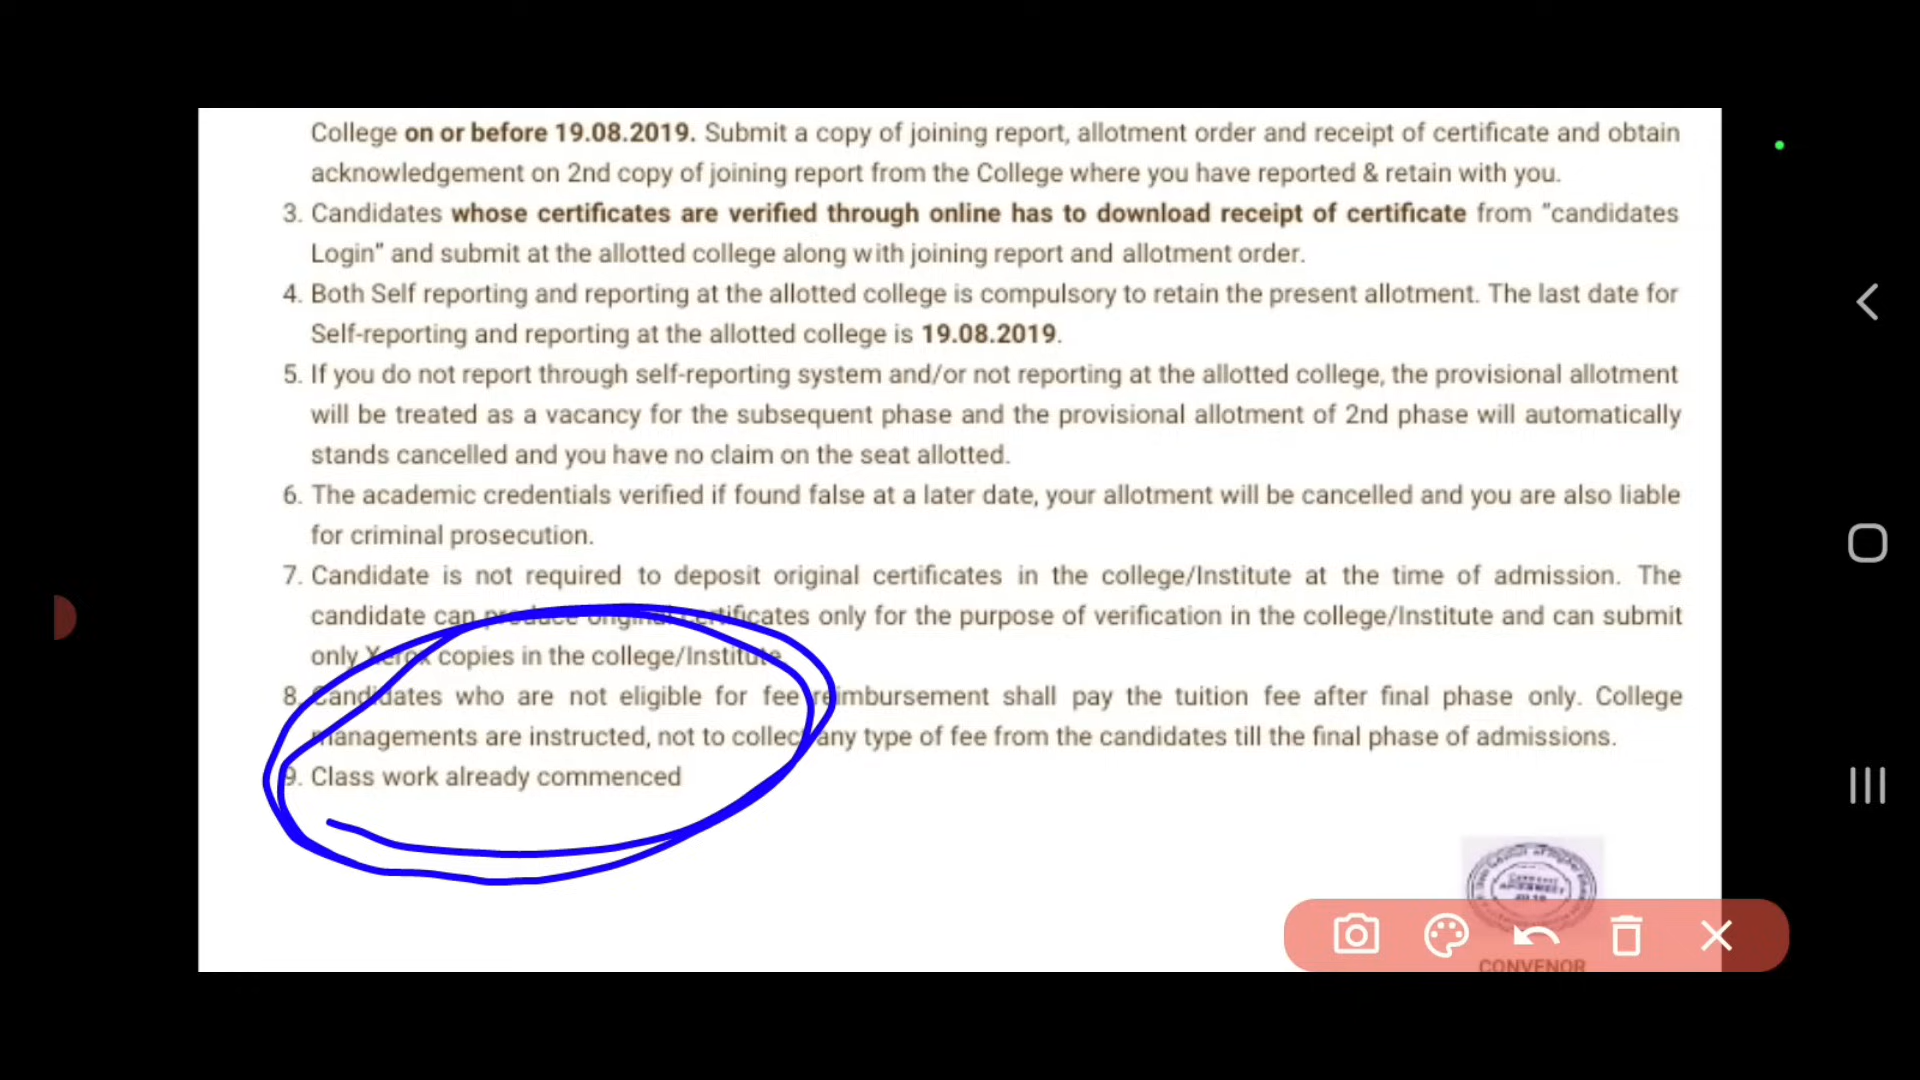 College on or before 19.08.2019. Submit a copy of joining report, allotment order and receipt of certificate and obtain
acknowledgement on 2nd copy of joining report from the College where you have reported & retain with you.
3. Candidates whose certificates are verified through online has to download receipt of certificate from “candidates
Login” and submit at the allotted college along with joining report and allotment order.
4. Both Self reporting and reporting at the allotted college is compulsory to retain the present allotment. The last date for
Self-reporting and reporting at the allotted college is 19.08.2019.
5. If you do not report through self-reporting system and/or not reporting at the allotted college, the provisional allotment
will be treated as a vacancy for the subsequent phase and the provisional allotment of 2nd phase will automatically
stands cancelled and you have no claim on the seat allotted.
6. The academic credentials verified if found false at a later date, your allotment will be cancelled and you are also liable
for criminal prosecution.
7. Candidate is not required to deposit original certificates in the college/Institute at the time of admission. The
candidate can produce original certificates only for the purpose of verification in the college/Institute and can submit
only Xerox copies in the college/Institute.
8. Candidates who are not eligible for fee reimbursement shall pay the tuition fee after final phase only. College
managements are instructed, not to collect any type of fee from the candidates till the final phase of admissions.
9. Class work already commenced
CONVENOR